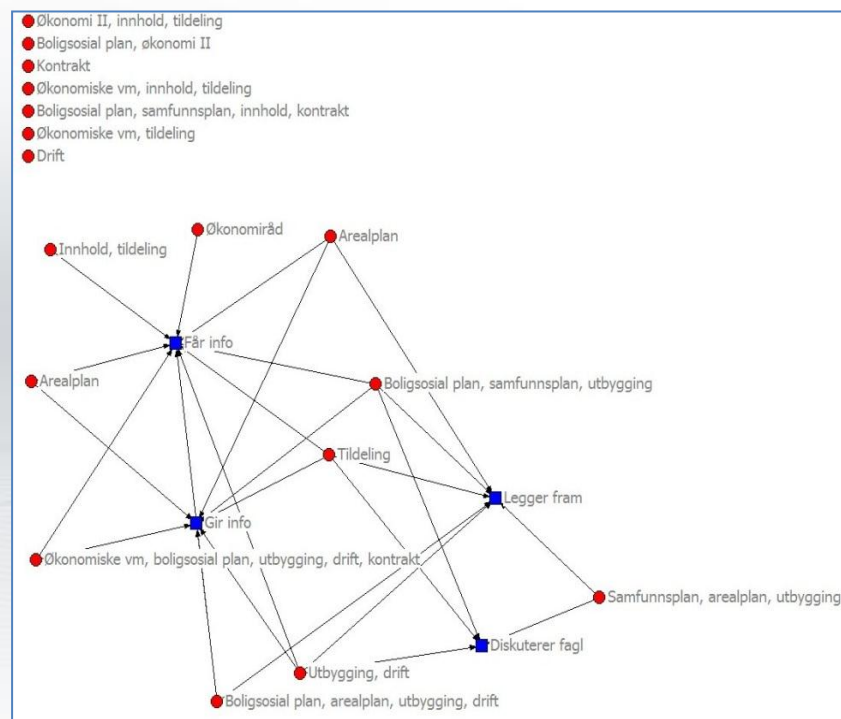 Økonomi II, innhold, tildeling
Boligsosial plan, økonomi II
Kontrakt
Økonomiske vm, innhold, tildeling
Boligsosial plan, samfunnsplan, innhold, kontrakt
Økonomiske vm, tildeling
Drift
Økonomiråd
Arealplan
Innhold, tildeling
Får info
Arealplan
Boligsosial plan, samfunnsplan, utbygging
Tildeling
Legger fram
Gir info
Økonomiske vm, boligsosial plan, utbygging, drift, kontrakt
Samfunnsplan, arealplan, utbygging
Diskuterer fagl
Utbygging, drift
Boligsosial plan, arealplan, utbygging, drift